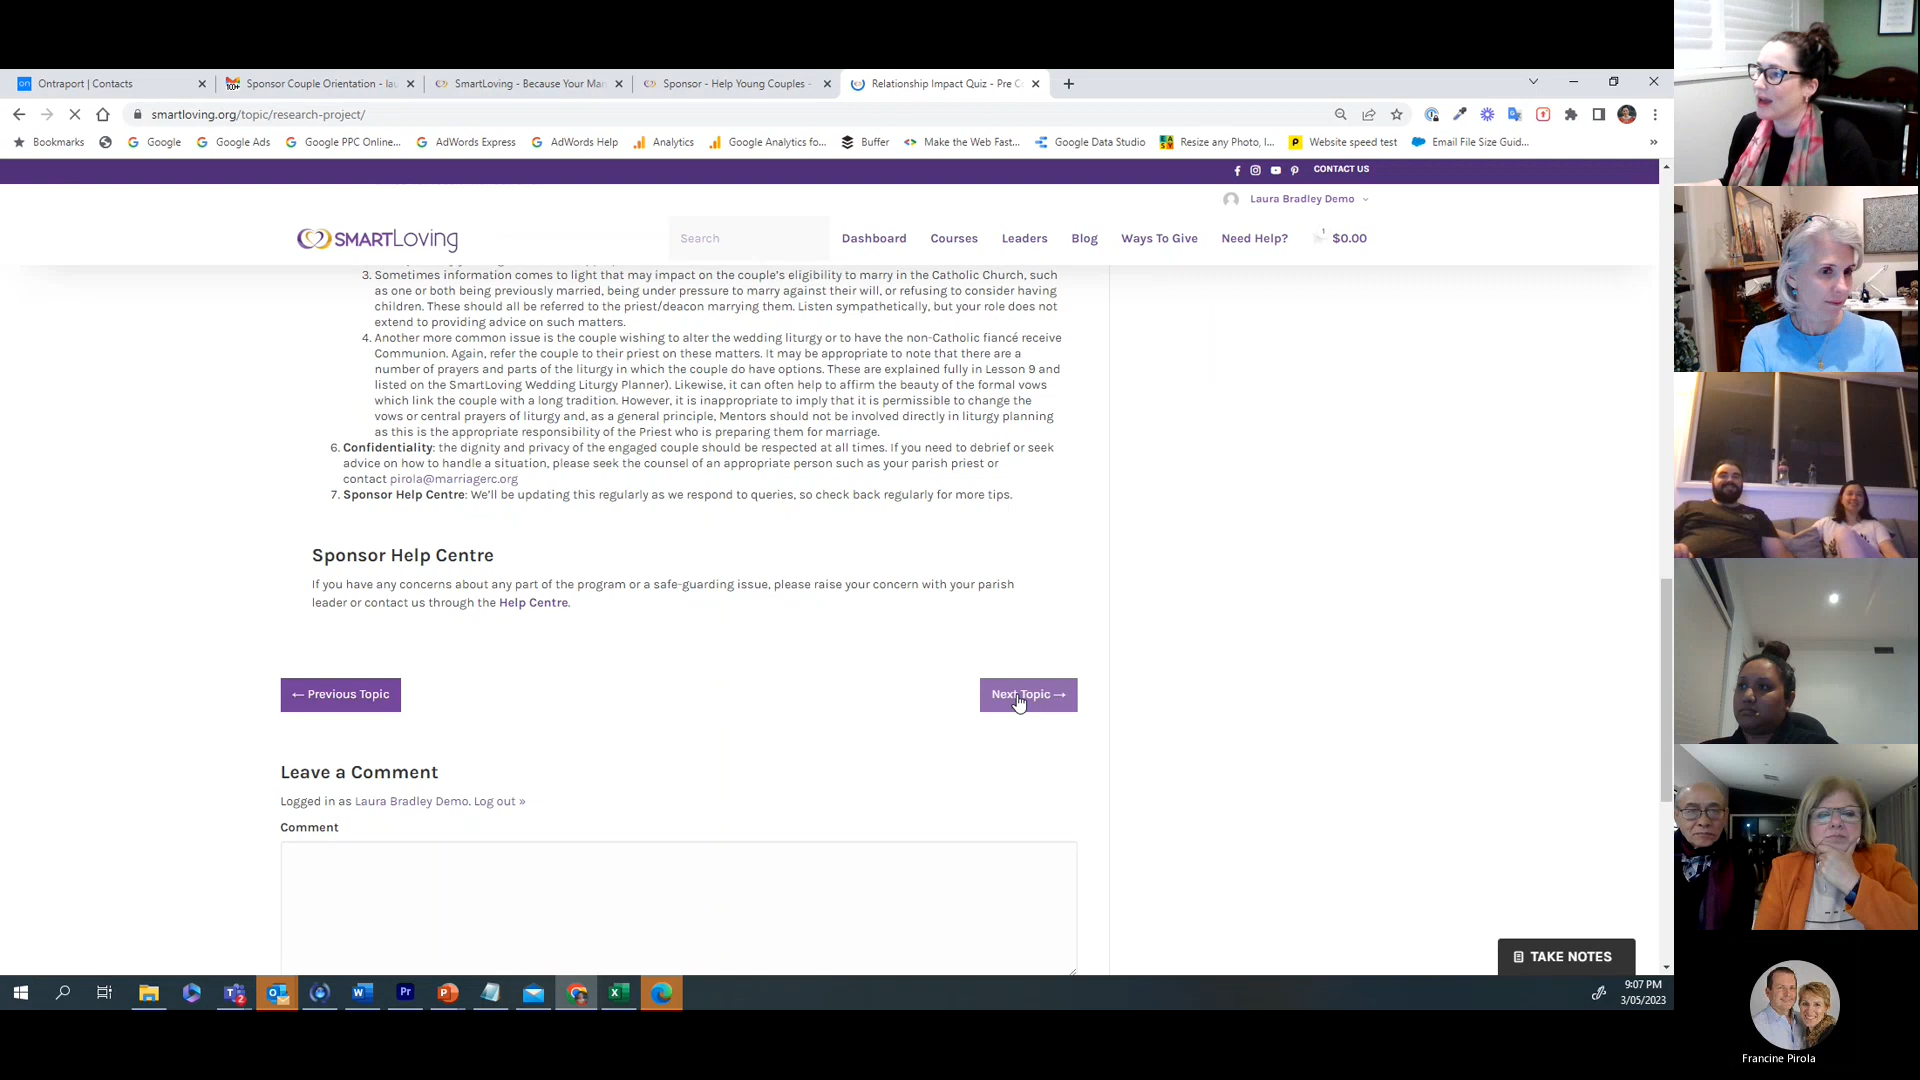 Ontraport | Contacts
Sponsor Couple Orientation - lau
SmartLoving - Because Your Mar
Sponsor - Help Young Couples -
Relationship Impact Quiz - Pre C
smartloving.org/topic/research-project/
Bookmarks
Google
Google Ads
Google PPC Online...
AdWords Express
AdWords Help
Analytics
Google Analytics fo...
Buffer
Make the Web Fast...
Google Data Studio
Resize any Photo, I...
Website speed test
Email File Size Guid...
CONTACT US
Laura Bradley Demo
SMARTLoving
Search
Dashboard
Courses
Leaders
Blog
Ways To Give
Need Help?
1
$0.00
3. Sometimes information comes to light that may impact on the couple's eligibility to marry in the Catholic Church, such
as one or both being previously married, being under pressure to marry against their will, or refusing to consider having
children. These should all be referred to the priest/deacon marrying them. Listen sympathetically, but your role does not
extend to providing advice on such matters.
4. Another more common issue is the couple wishing to alter the wedding liturgy or to have the non-Catholic fiancé receive
Communion. Again, refer the couple to their priest on these matters. It may be appropriate to note that there are a
number of prayers and parts of the liturgy in which the couple do have options. These are explained fully in Lesson 9 and
listed on the SmartLoving Wedding Liturgy Planner). Likewise, it can often help to affirm the beauty of the formal vows
which link the couple with a long tradition. However, it is inappropriate to imply that it is permissible to change the
vows or central prayers of liturgy and, as a general principle, Mentors should not be involved directly in liturgy planning
as this is the appropriate responsibility of the Priest who is preparing them for marriage.
6. Confidentiality: the dignity and privacy of the engaged couple should be respected at all times. If you need to debrief or seek
advice on how to handle a situation, please seek the counsel of an appropriate person such as your parish priest or
contact pirola@marriagerc.org
7. Sponsor Help Centre: We'll be updating this regularly as we respond to queries, so check back regularly for more tips.
Sponsor Help Centre
If you have any concerns about any part of the program or a safe-guarding issue, please raise your concern with your parish
leader or contact us through the Help Centre.
← Previous Topic
Next Topic →
Leave a Comment
Logged in as Laura Bradley Demo. Log out »
Comment
TAKE NOTES
9:07 PM
3/05/2023
Francine Pirola